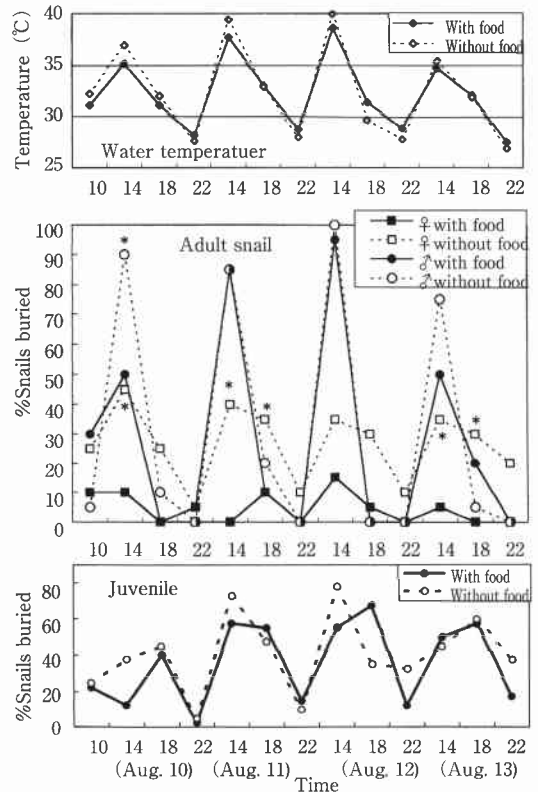 40
35
30
25
Temperature (℃)
With food
Without food
Water temperatuer
10 14 18 22 14 18 22 14 18 22 14 18 22
100
90
80
70
60
50
40
30
20
10
0
%Snails buried
Adult snail
♀with food
♀without food
♂with food
♂without food
*
*
*
*
*
*
10 14 18 22 14 18 22 14 18 22 14 18 22
80
60
40
20
0
%Snails buried
Juvenile
With food
Without food
10 14 18 22 14 18 22 14 18 22 14 18 22
(Aug. 10) (Aug. 11) (Aug. 12) (Aug. 13)
Time